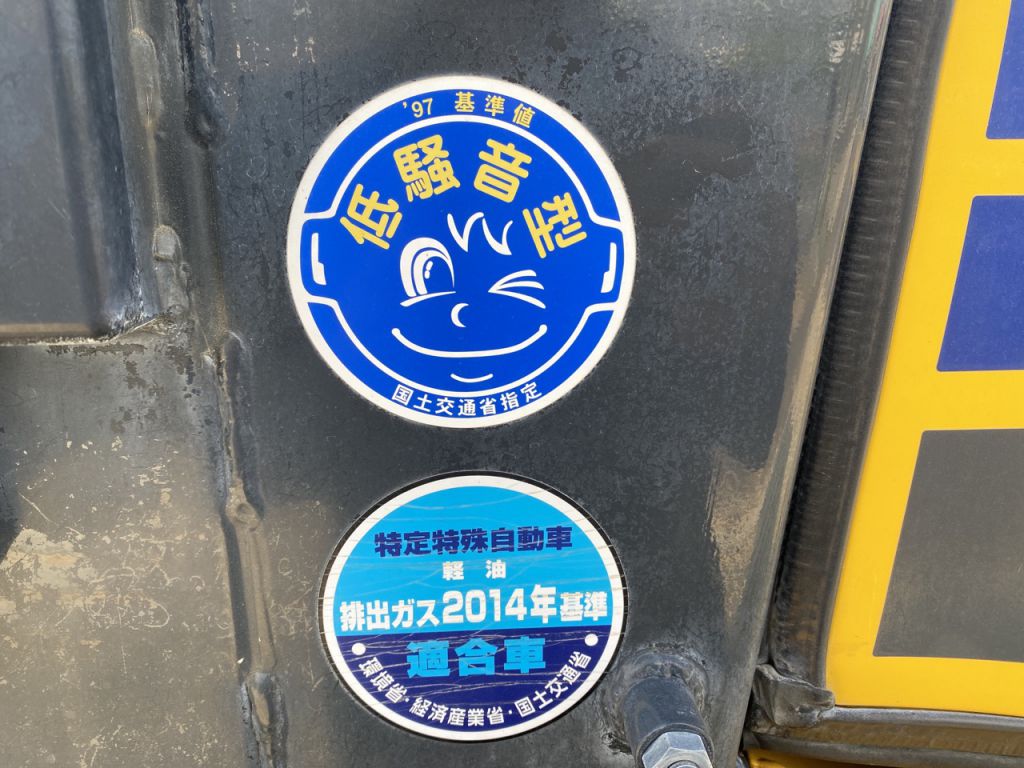 '97 基準値
低騒音型
国土交通省指定
特定特殊自動車
軽油
排出ガス2014年基準
適合車
・環境省・経済産業省・国土交通省・